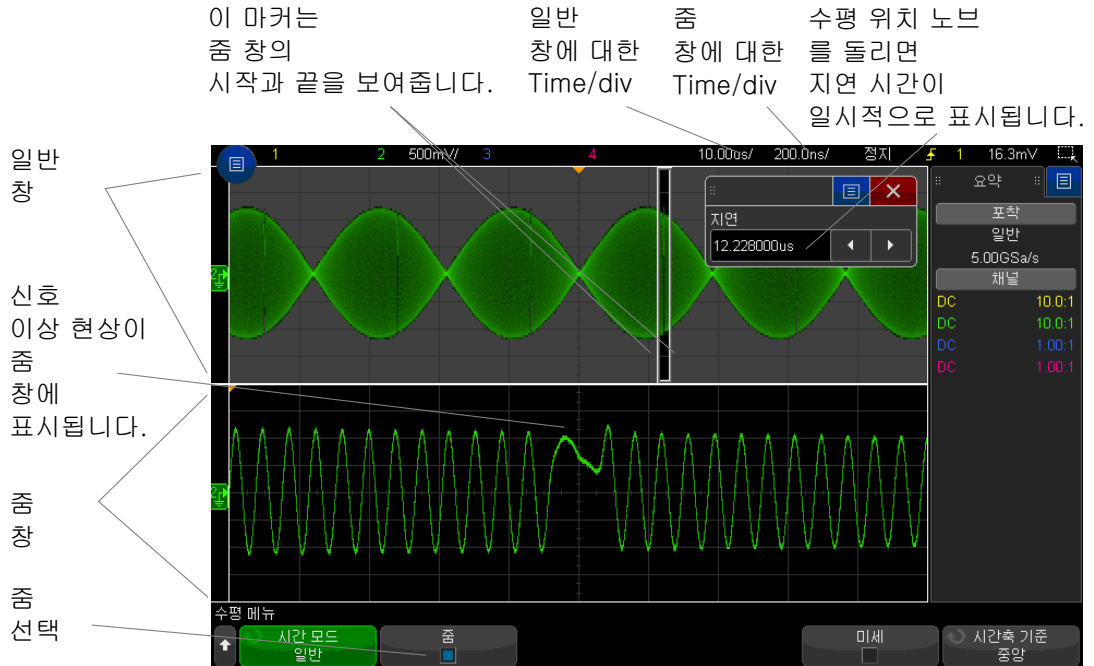 이 마커는
줌 창의
시작과 끝을 보여줍니다.
일반
창에 대한
Time/div
줌
창에 대한
Time/div
수평 위치 노브
를 돌리면
지연 시간이
일시적으로 표시됩니다.
일반
창
신호
이상 현상이
줌
창에
표시됩니다.
줌
창
줌
선택
1 2 500mV/ 3 4 10.00us/ 200.0ns/ 정지 1 16.3mV
지연
12.228000us
요약
포착
일반
5.00GSa/s
채널
DC 10.0:1
DC 10.0:1
DC 1.00:1
DC 1.00:1
2
2
수평 메뉴
시간 모드
일반
줌
미세
시간축 기준
중앙